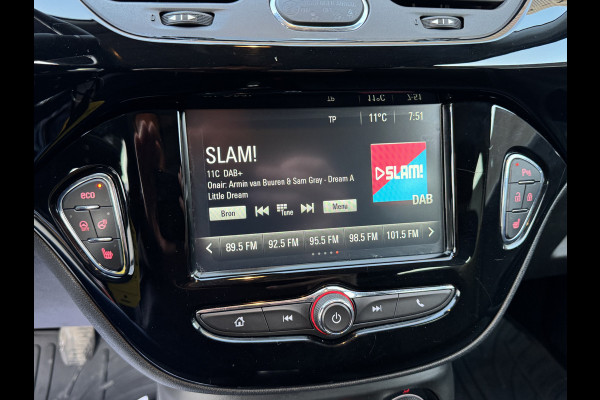 TP 11°C 7:51
SLAM!
11C DAB+
Onair: Armin van Buuren & Sam Gray - Dream A
Little Dream
SLAM!
DAB
Bron Tune Menu
89.5 FM 92.5 FM 95.5 FM 98.5 FM 101.5 FM
eco